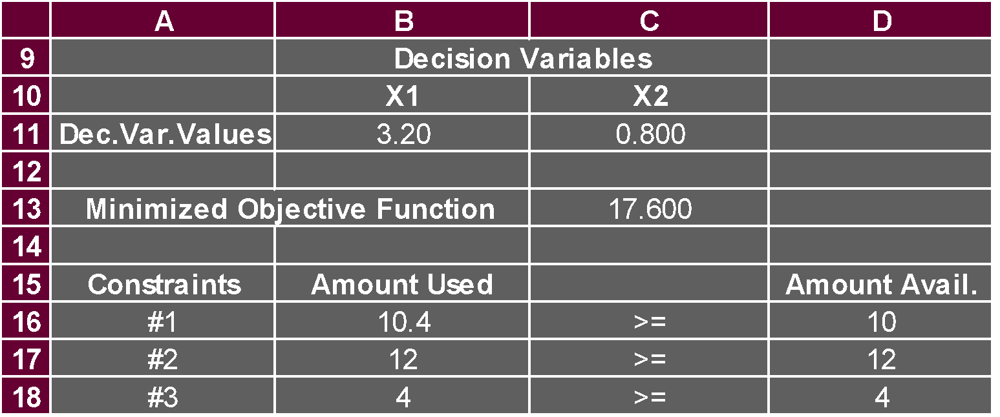 A B C D
9 Decision Variables
10 X1 X2
11 Dec.Var.Values 3.20 0.800
12
13 Minimized Objective Function 17.600
14
15 Constraints Amount Used Amount Avail.
16 #1 10.4 >= 10
17 #2 12 >= 12
18 #3 4 >= 4